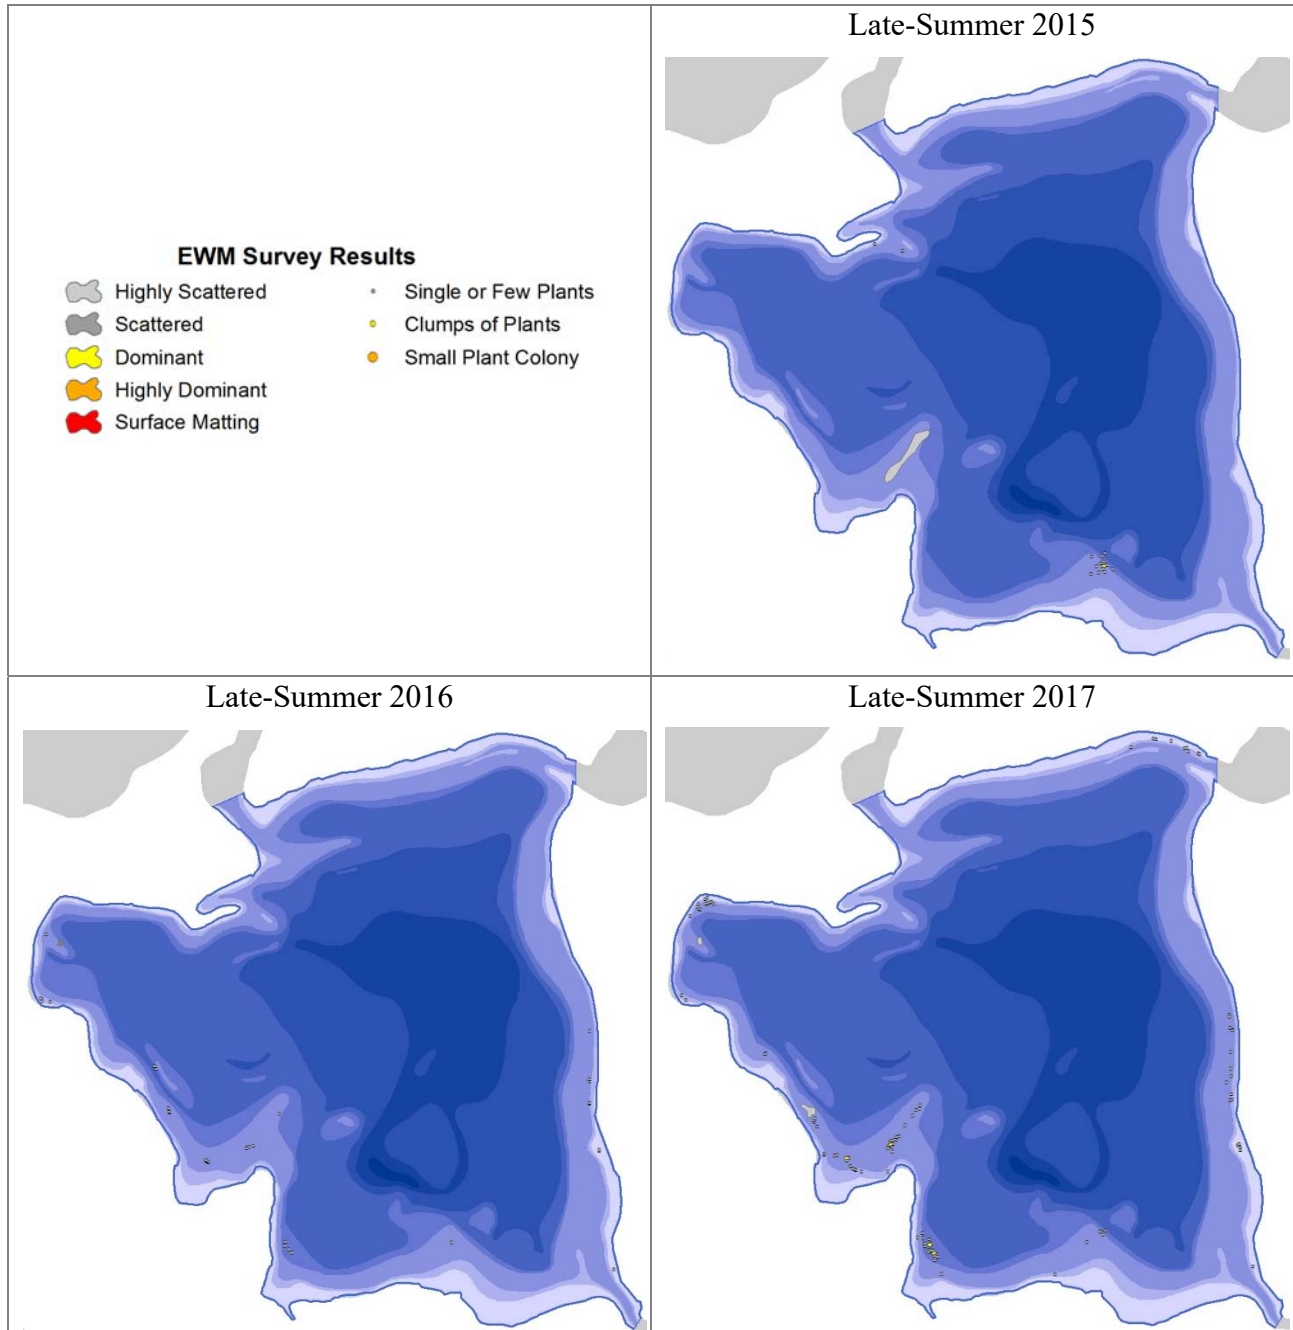 Late-Summer 2015
EWM Survey Results
Highly Scattered
Scattered
Dominant
Highly Dominant
Surface Matting
Single or Few Plants
Clumps of Plants
Small Plant Colony
Late-Summer 2016
Late-Summer 2017